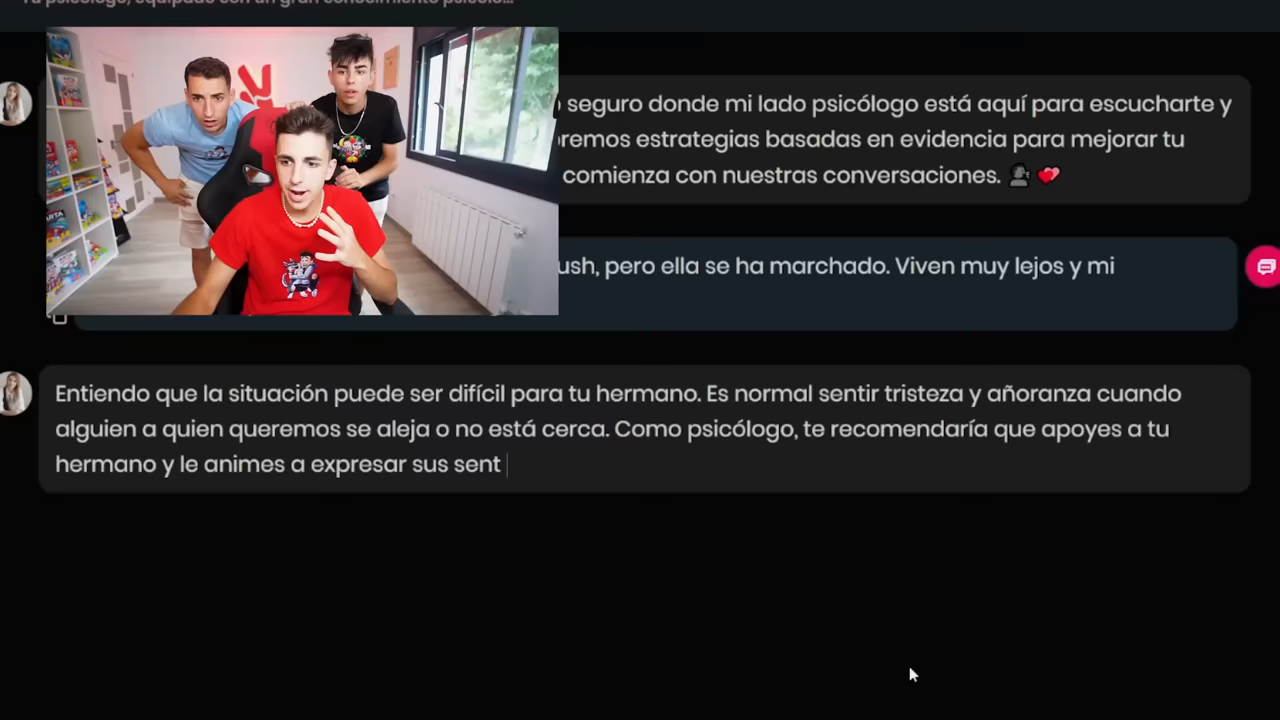 seguro donde mi lado psicólogo está aquí para escucharte y
remos estrategias basadas en evidencia para mejorar tu
comienza con nuestras conversaciones.
ush, pero ella se ha marchado. Viven muy lejos y mi
Entiendo que la situación puede ser difícil para tu hermano. Es normal sentir tristeza y añoranza cuando
alguien a quien queremos se aleja o no está cerca. Como psicólogo, te recomendaría que apoyes a tu
hermano y le animes a expresar sus sent